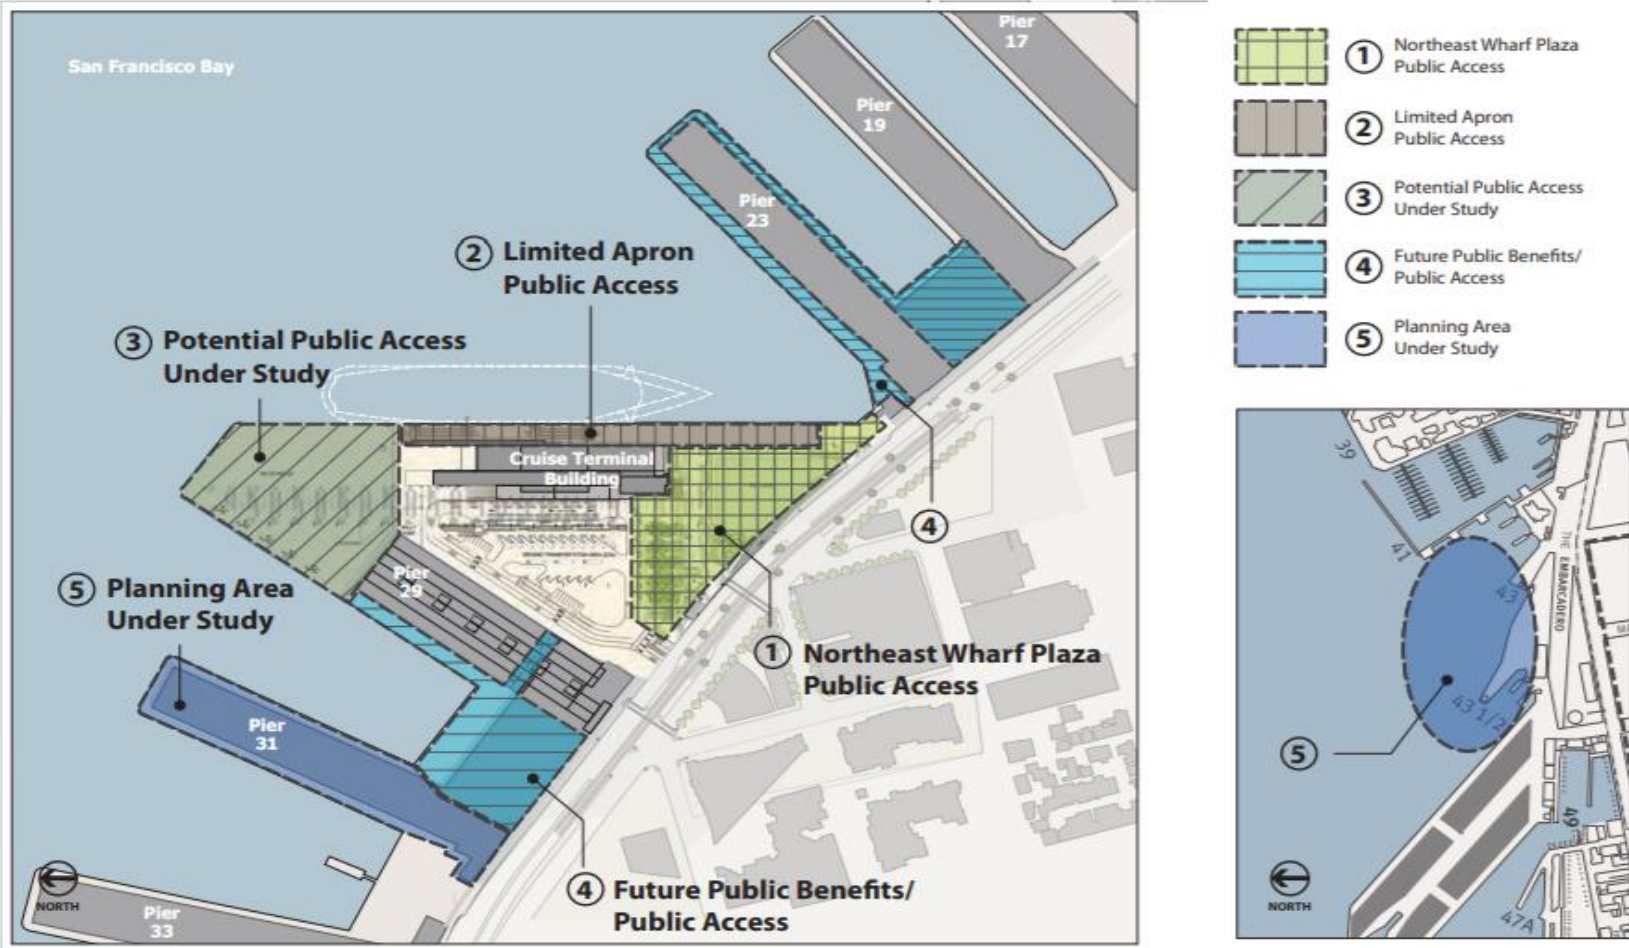 San Francisco Bay
Pier
17
Pier
19
Pier
23
2 Limited Apron
Public Access
3 Potential Public Access
Under Study
Cruise Terminal
Building
4
Pier
29
5 Planning Area
Under Study
1 Northeast Wharf Plaza
Public Access
Pier
31
4 Future Public Benefits/
Public Access
NORTH
Pier
33
1 Northeast Wharf Plaza
Public Access
2 Limited Apron
Public Access
3 Potential Public Access
Under Study
4 Future Public Benefits/
Public Access
5 Planning Area
Under Study
39
41
THE EMBARCADERO
43
43 1/2
5
49
47A
NORTH